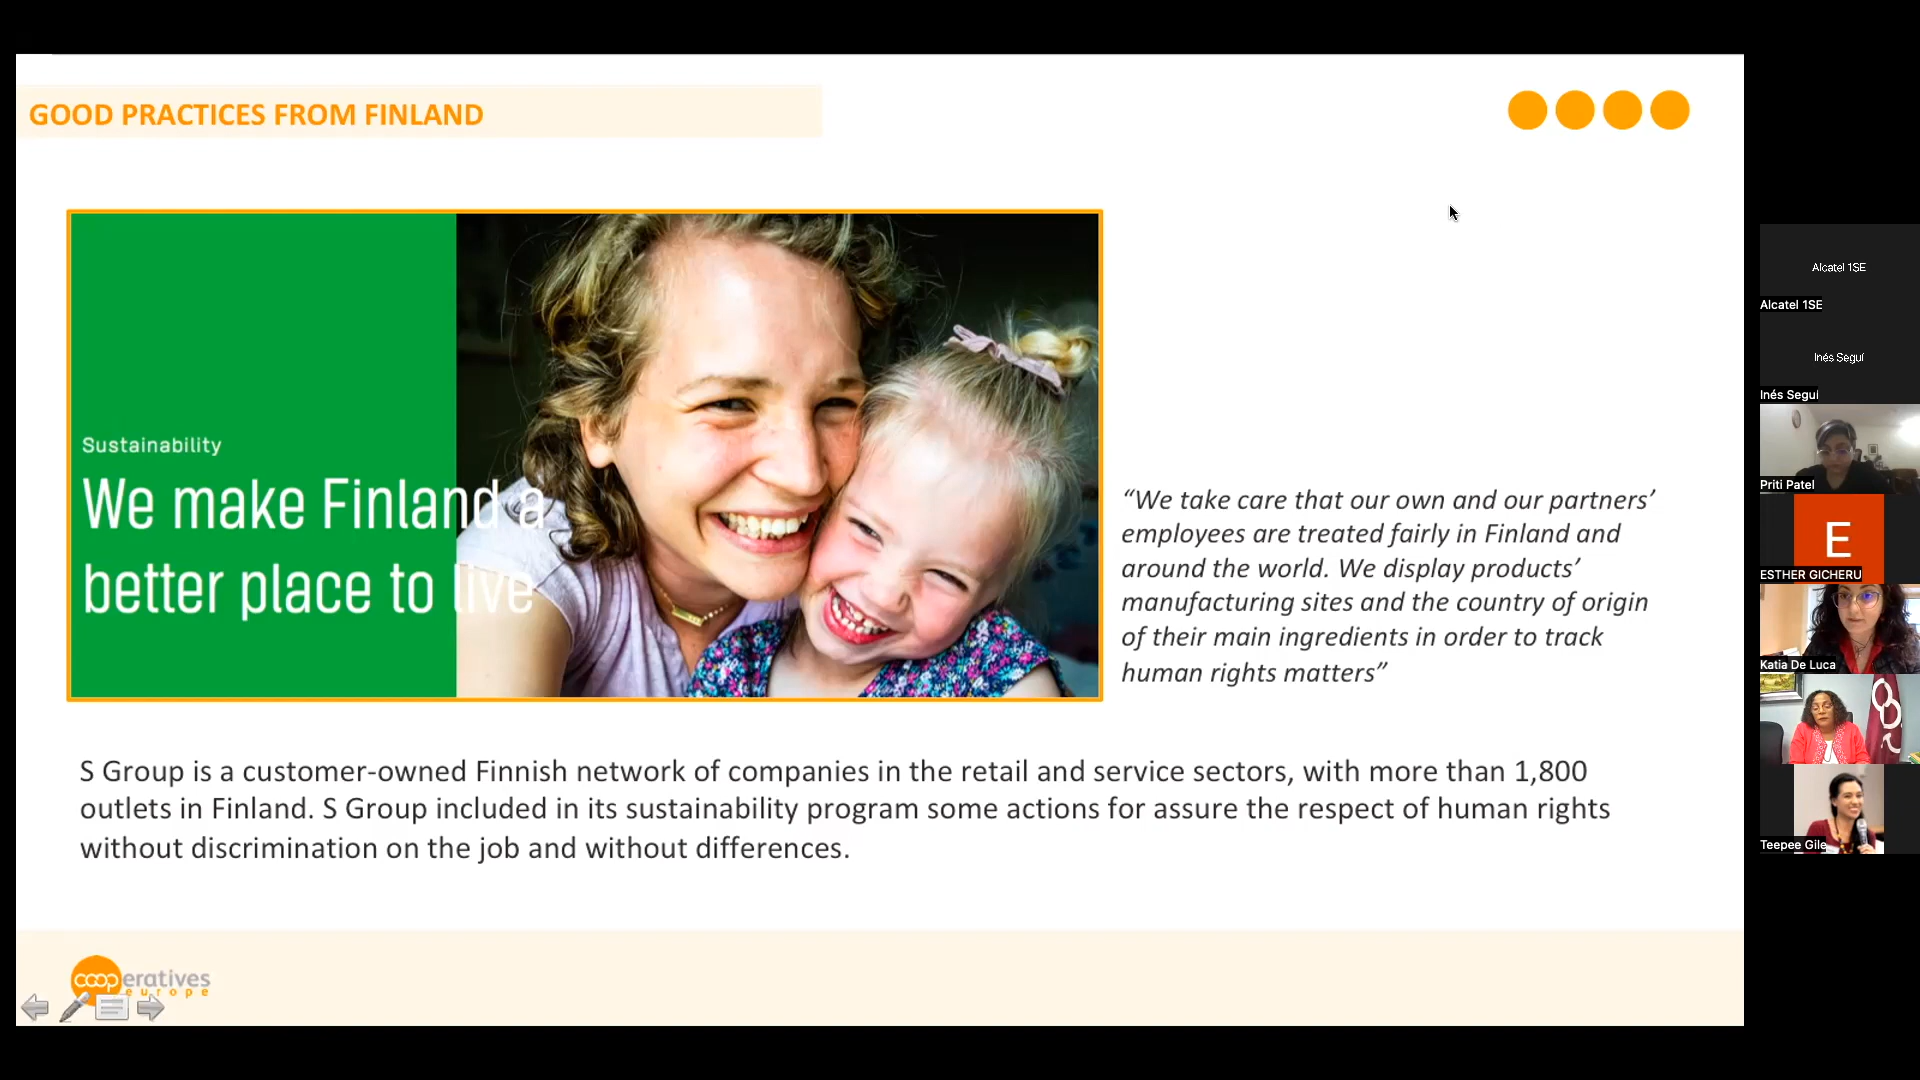 GOOD PRACTICES FROM FINLAND
Sustainability
We make Finland a
better place to live
“We take care that our own and our partners’
employees are treated fairly in Finland and
around the world. We display products’
manufacturing sites and the country of origin
of their main ingredients in order to track
human rights matters”
S Group is a customer-owned Finnish network of companies in the retail and service sectors, with more than 1,800
outlets in Finland. S Group included in its sustainability program some actions for assure the respect of human rights
without discrimination on the job and without differences.
cooperatives
europe
Alcatel 1SE
Alcatel 1SE
Inés Seguí
Inés Seguí
Priti Patel
E
ESTHER GICHERU
Katia De Luca
Teepee Gile